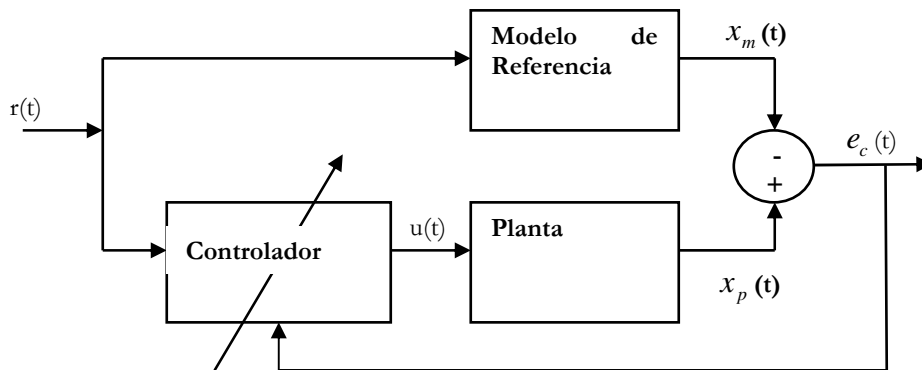 Modelo de
Referencia
x_m (t)
r(t)
-
+
e_c (t)
Controlador
u(t)
Planta
x_p (t)